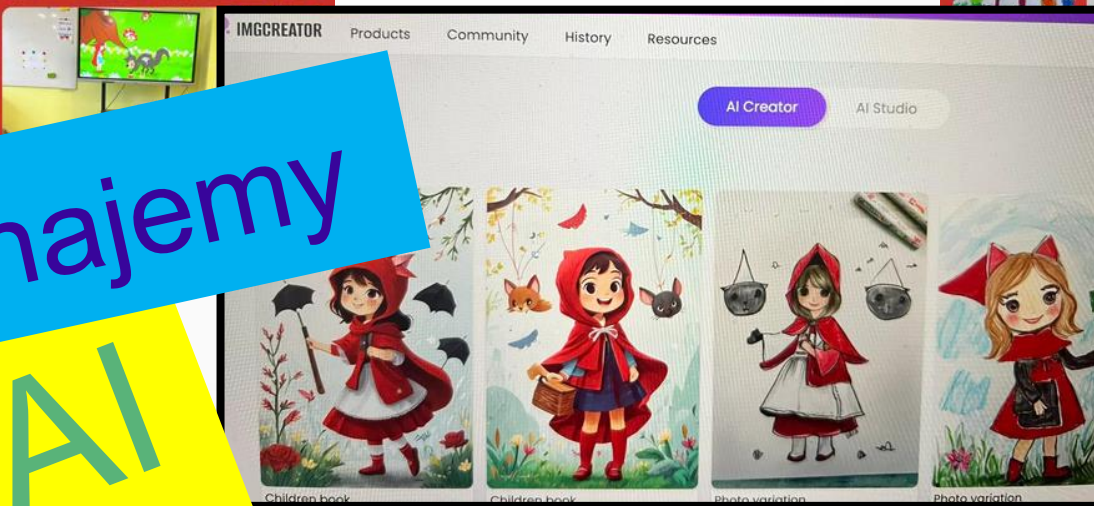 IMGCREATOR Products Community History Resources
AI Creator AI Studio
najemy
AI
Children book Children book Photo variation Photo variation